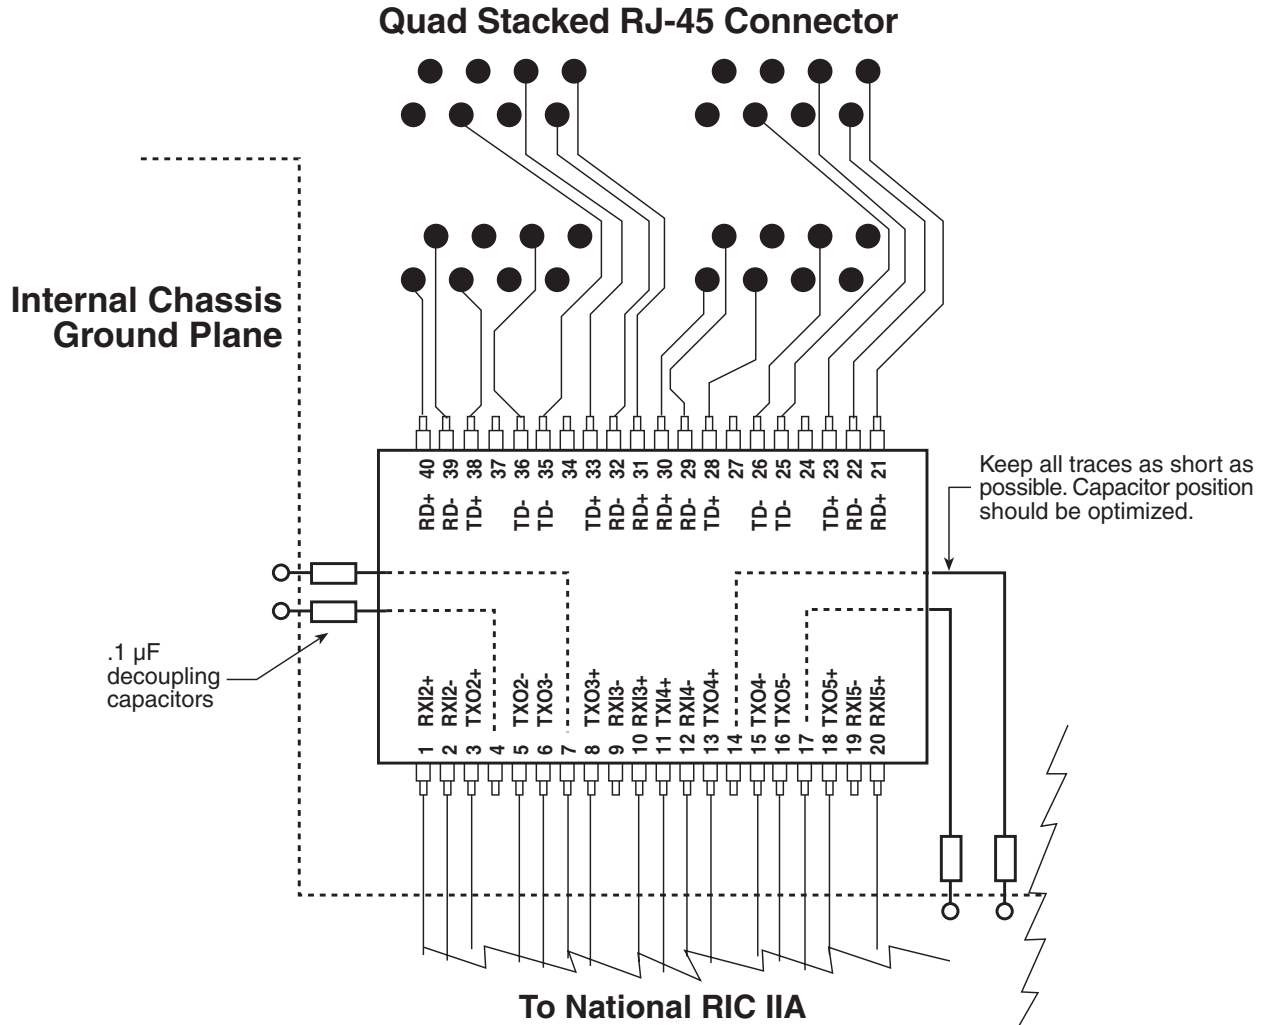 Quad Stacked RJ-45 Connector
Internal Chassis
Ground Plane
40 39 38 37 36 35 34 33 32 31 30 29 28 27 26 25 24 23 22 21
RD+ RD- TD+ TD- TD- TD+ RD- RD+ RD+ RD- TD+ TD- TD- TD+ RD- RD+
Keep all traces as short as
possible. Capacitor position
should be optimized.
.1 µF
decoupling
capacitors
RXI2+ RXI2- TXO2+ TXO2- TXO3- TXO3+ RXI3- RXI3+ TXI4+ RXI4- TXO4+ TXO4- TXO5- TXO5+ RXI5- RXI5+
1 2 3 4 5 6 7 8 9 10 11 12 13 14 15 16 17 18 19 20
To National RIC IIA